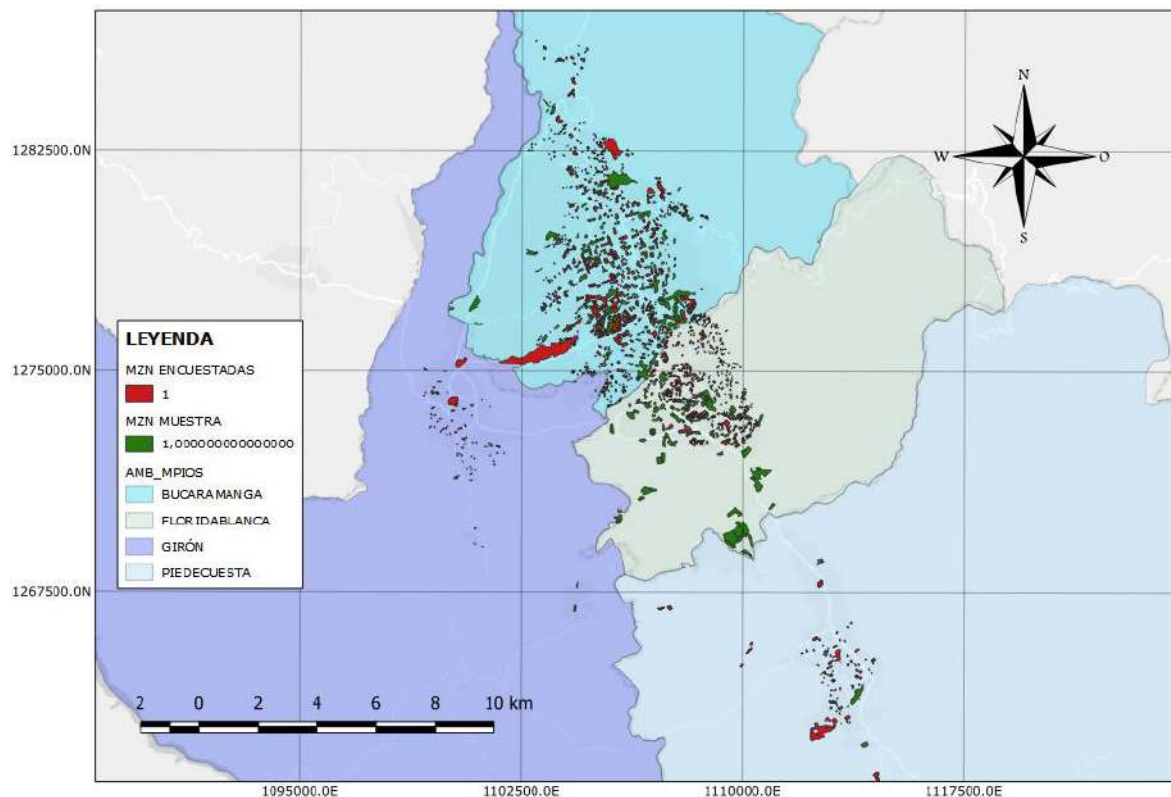 N
W
O
S
1282500.0N
1275000.0N
1267500.0N
LEYENDA
MZN ENCUESTADAS
1
MZN MUESTRA
1,000000000000000
AMB_MPIOS
BUCARAMANGA
FLORIDABLANCA
GIRÓN
PIEDECUESTA
2 0 2 4 6 8 10 km
1095000.0E 1102500.0E 1110000.0E 1117500.0E